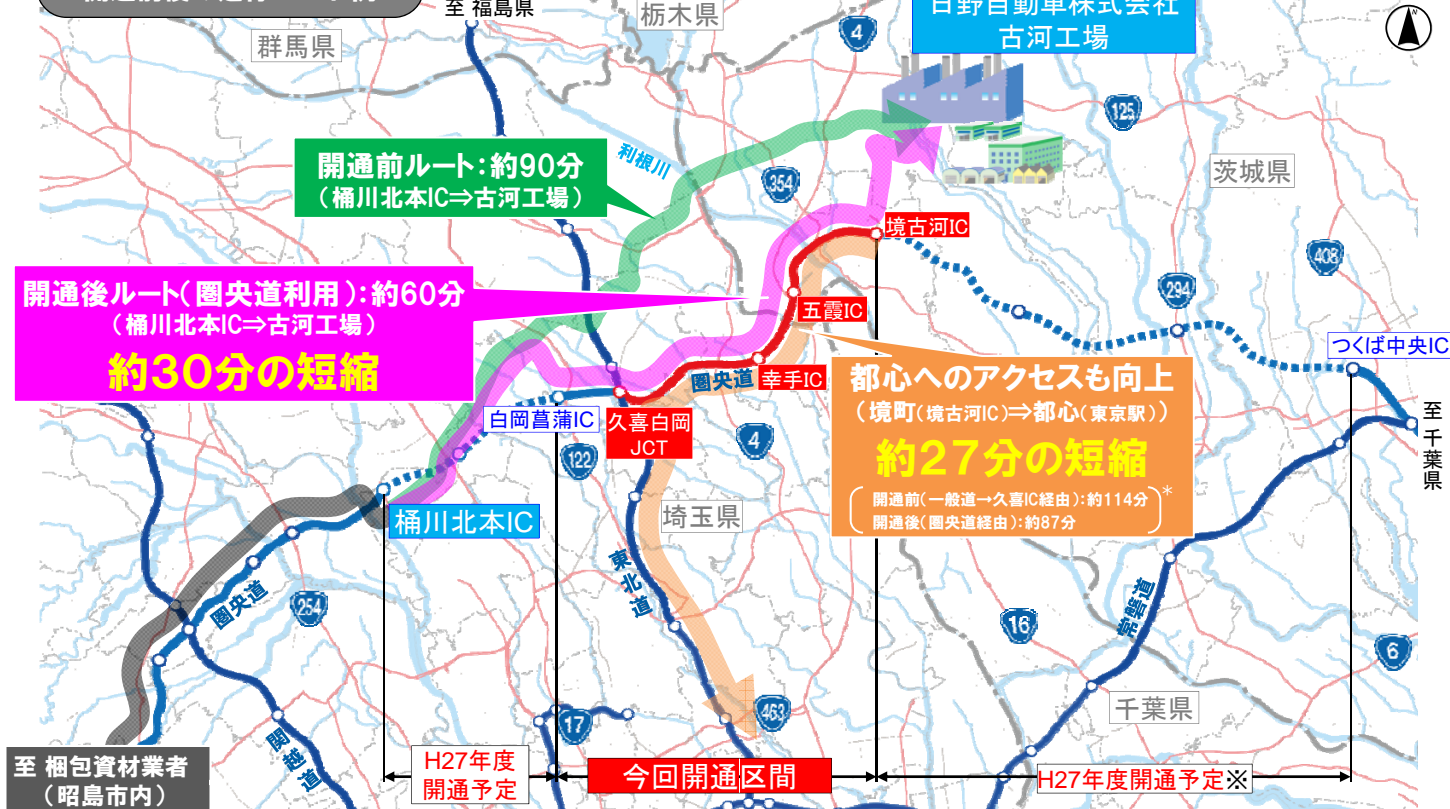 至 福島県
栃木県
日野自動車株式会社
古河工場
N
群馬県
4
125
開通前ルート:約90分
(桶川北本IC⇒古河工場)
利根川
354
茨城県
境古河IC
408
開通後ルート(圏央道利用):約60分
(桶川北本IC⇒古河工場)
約30分の短縮
294
五霞IC
つくば中央IC
圏央道
幸手IC
都心へのアクセスも向上
(境町(境古河IC)⇒都心(東京駅))
約27分の短縮
開通前(一般道→久喜IC経由):約114分
開通後(圏央道経由):約87分
*
白岡菖蒲IC
久喜白岡
JCT
4
122
至 千葉県
桶川北本IC
埼玉県
東北道
圏央道
254
16
常磐道
6
関越道
17
463
千葉県
至 梱包資材業者
(昭島市内)
H27年度
開通予定
今回開通区間
H27年度開通予定※